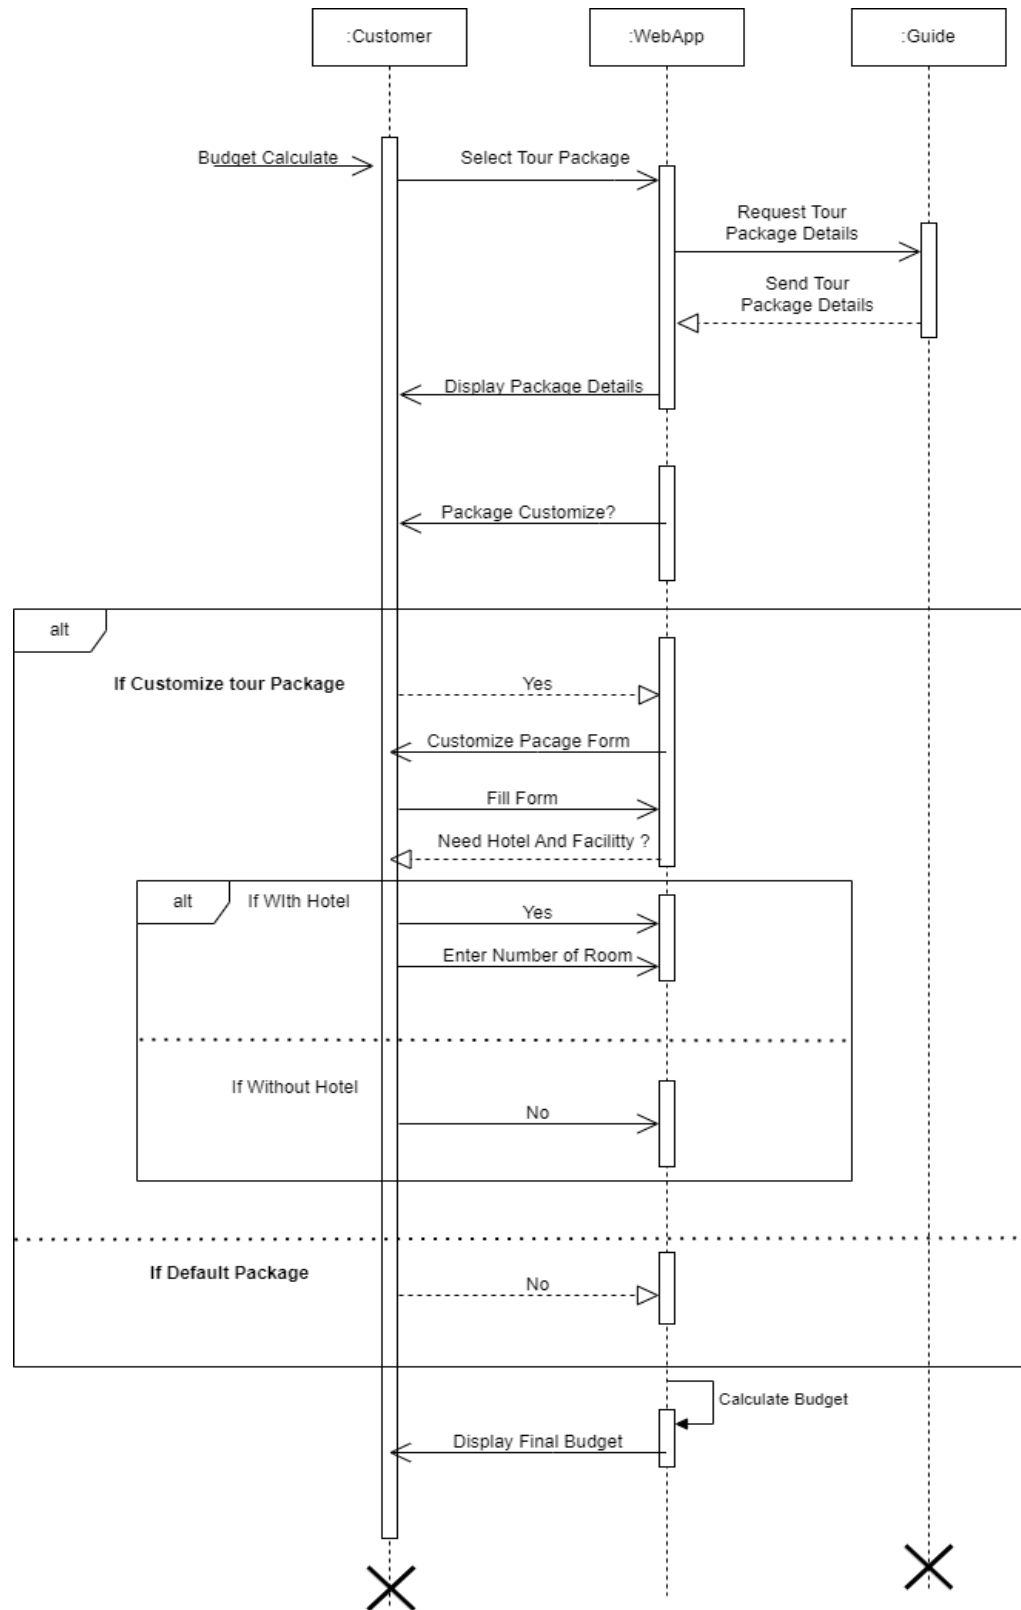 :Customer
:WebApp
:Guide
Budget Calculate
Select Tour Package
Request Tour
Package Details
Send Tour
Package Details
Display Package Details
Package Customize?
alt
If Customize tour Package
Yes
Customize Pacage Form
Fill Form
Need Hotel And Facilitty ?
alt
If WIth Hotel
Yes
Enter Number of Room
If Without Hotel
No
If Default Package
No
Calculate Budget
Display Final Budget